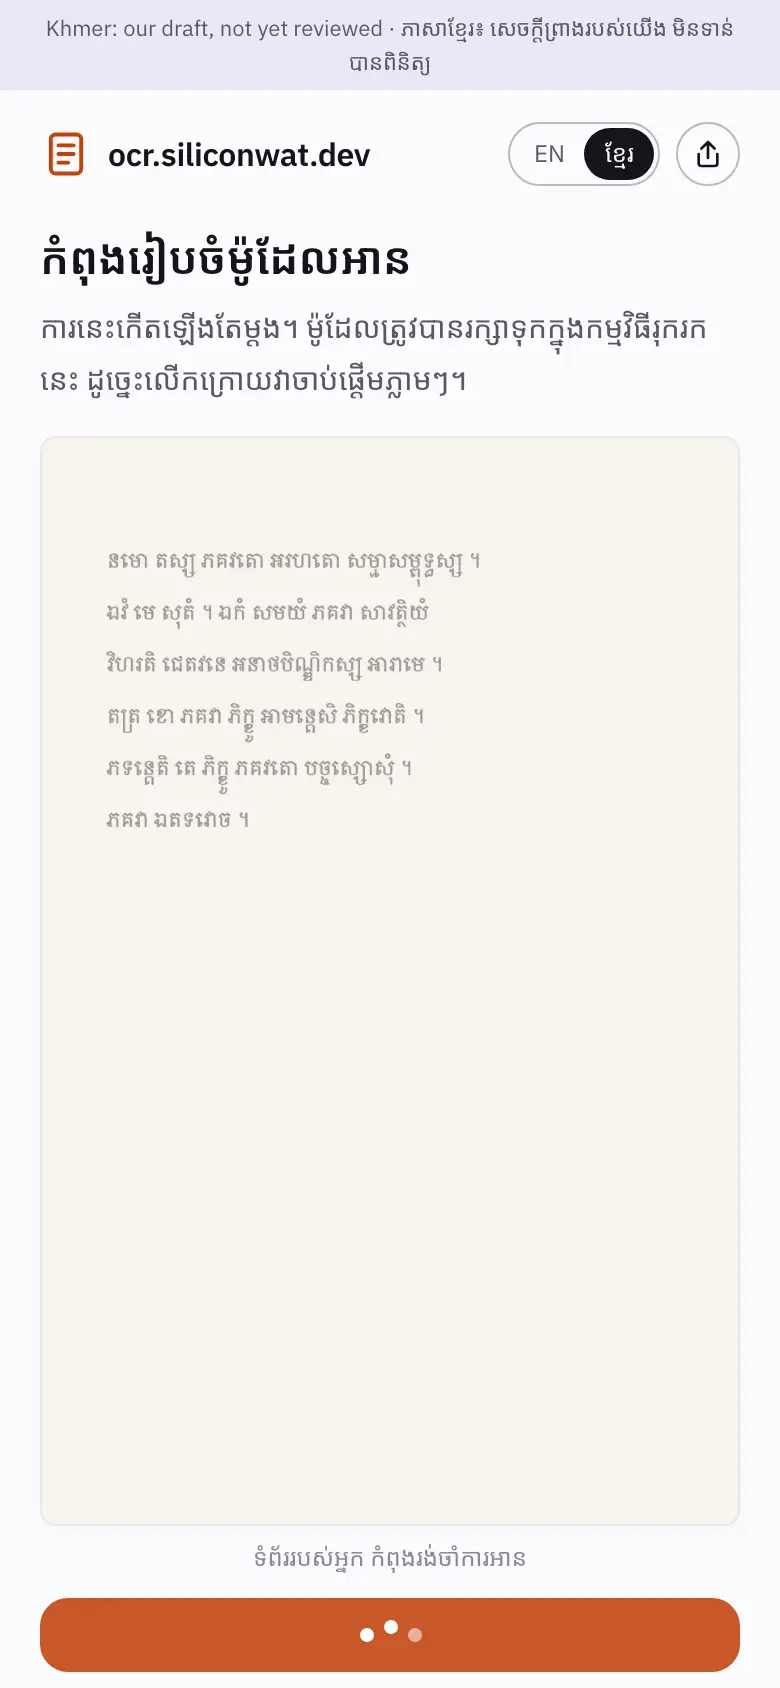 Khmer: our draft, not yet reviewed · ភាសាខ្មែរ៖ សេចក្តីព្រាងរបស់យើង មិនទាន់
បានពិនិត្យ
ocr.siliconwat.dev
EN ខ្មែរ
កំពុងរៀបចំម៉ូដែលអាន
ការនេះកើតឡើងតែម្តង។ ម៉ូដែលត្រូវបានរក្សាទុកក្នុងកម្មវិធីរុករក
នេះ ដូច្នេះលើកក្រោយវាចាប់ផ្តើមភ្លាមៗ។
នមោ តស្ស ភគវតោ អរហតោ សម្មាសម្ពុទ្ធស្ស ។
ឯវំ មេ សុតំ ។ ឯកំ សមយំ ភគវា សាវត្ថិយំ
វិហរតិ ជេតវនេ អនាថបិណ្ឌិកស្ស អារាមេ ។
តត្រ ខោ ភគវា ភិក្ខូ អាមន្តេសិ ភិក្ខវោតិ ។
ភទន្តេតិ តេ ភិក្ខូ ភគវតោ បច្ចស្សោសុំ ។
ភគវា ឯតទវោច ។
ទំព័ររបស់អ្នក កំពុងរង់ចាំការអាន